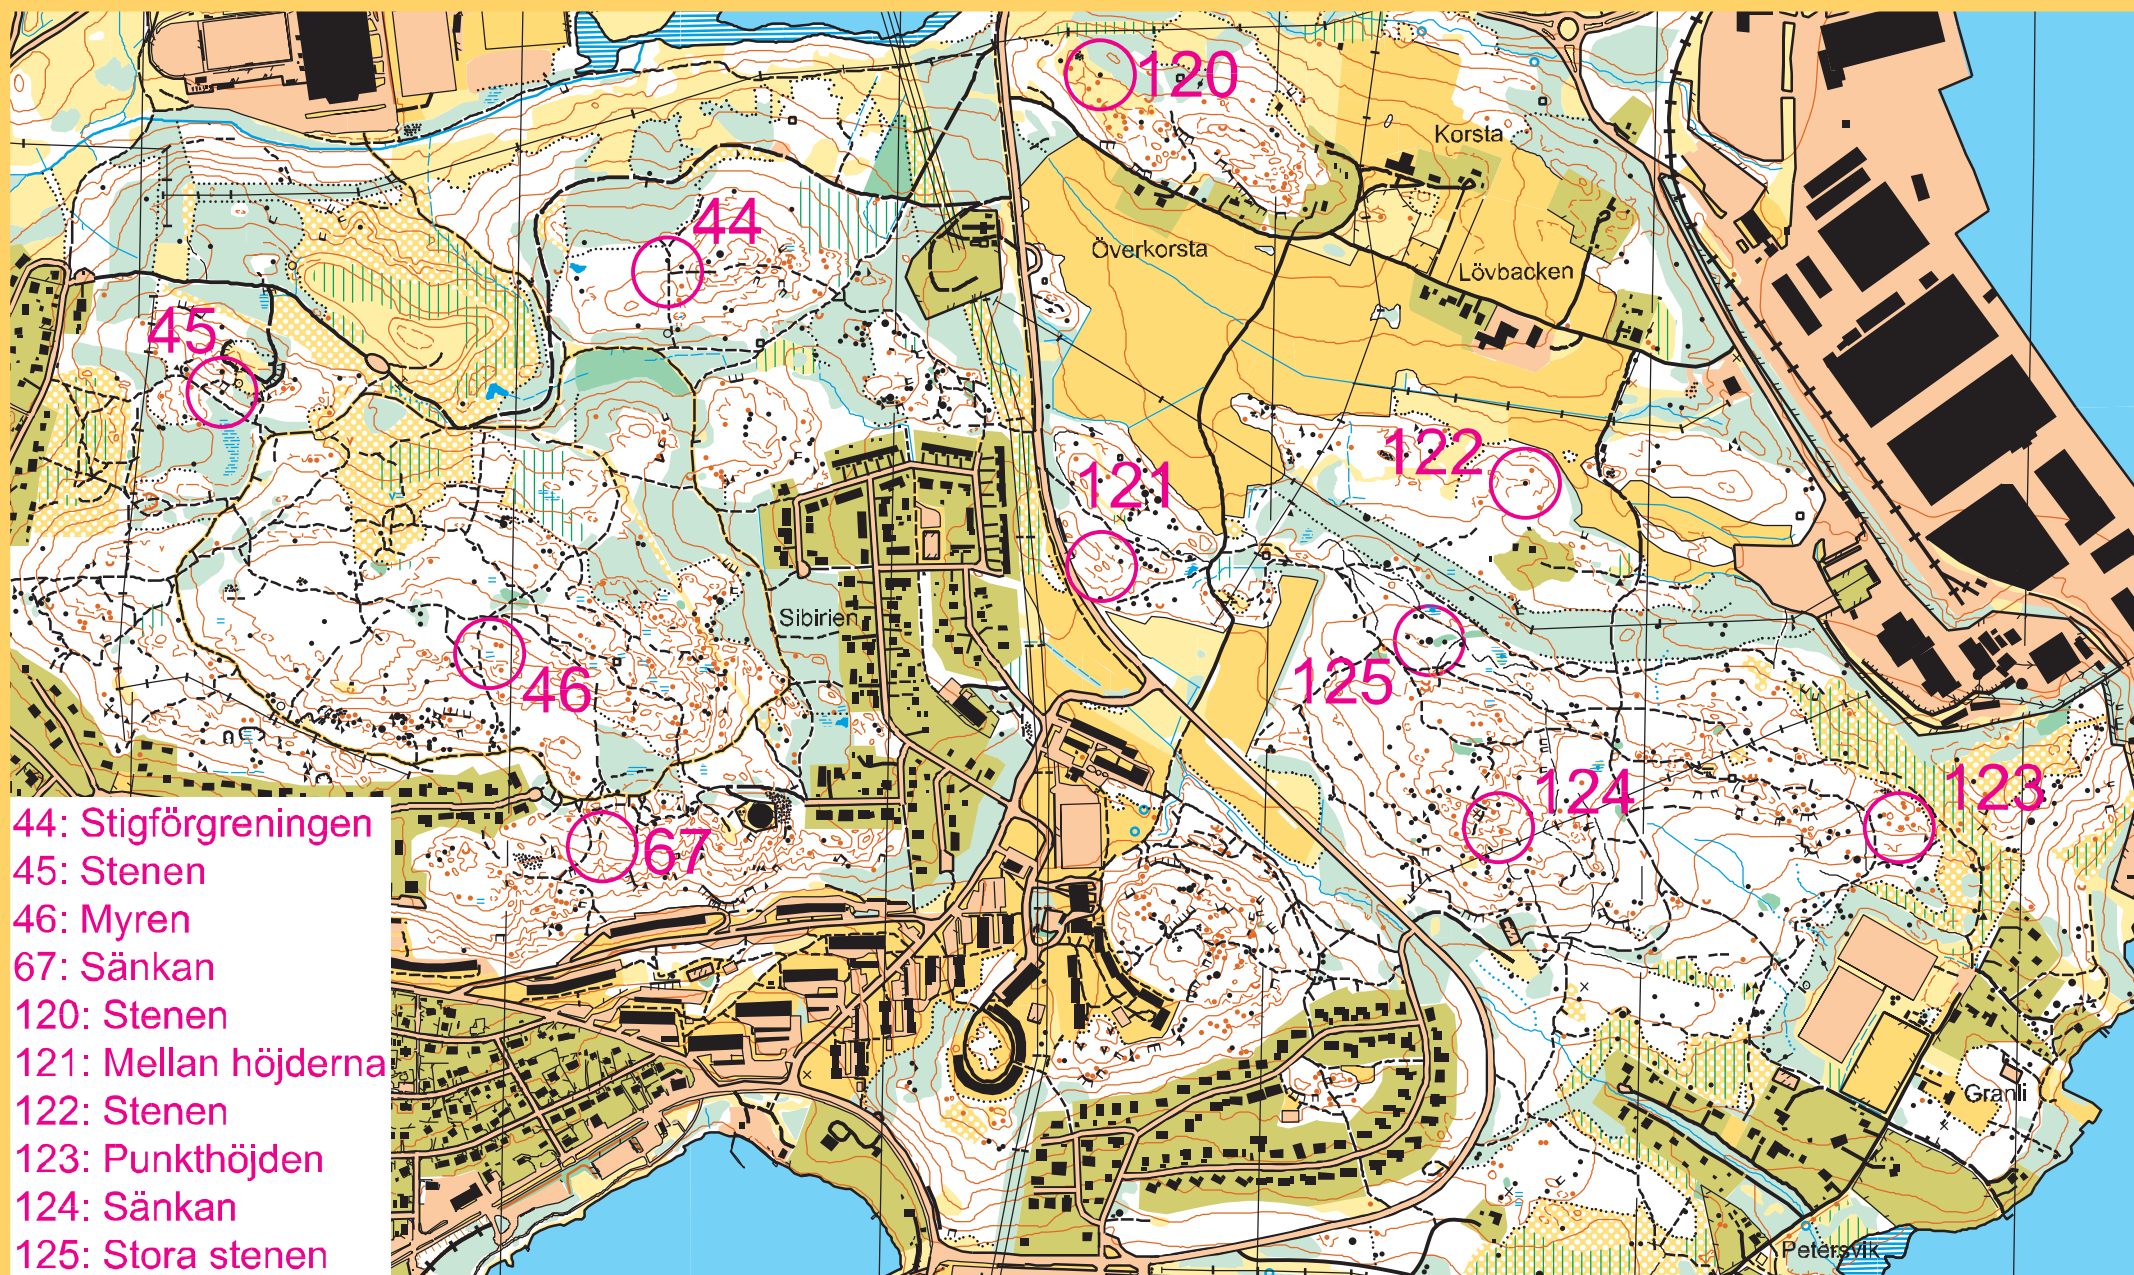 120
Korsta
44
Överkorsta
Lövbacken
45
122
121
Sibirien
125
46
124
123
67
44: Stigförgreningen
45: Stenen
46: Myren
67: Sänkan
120: Stenen
121: Mellan höjderna
122: Stenen
123: Punkthöjden
124: Sänkan
125: Stora stenen
Granli
Petersvik